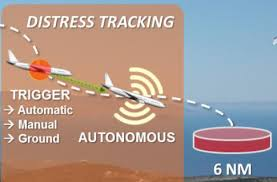 DISTRESS TRACKING
TRIGGER
→ Automatic
→ Manual
→ Ground
AUTONOMOUS
6 NM